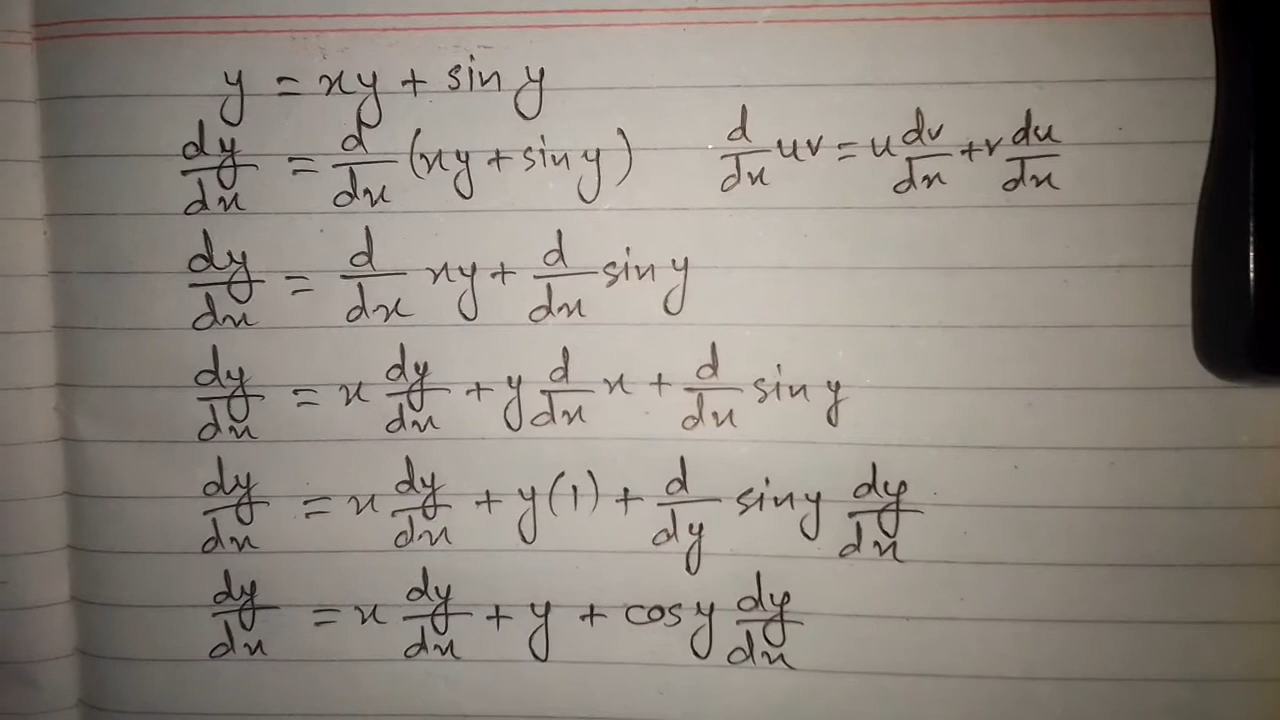 y = xy + sin y
dy/dx = d/dx (xy + sin y) d/dx uv = u dv/dx + v du/dx
dy/dx = d/dx xy + d/dx sin y
dy/dx = x dy/dx + y d/dx x + d/dx sin y
dy/dx = x dy/dx + y(1) + d/dy sin y dy/dx
dy/dx = x dy/dx + y + cos y dy/dx